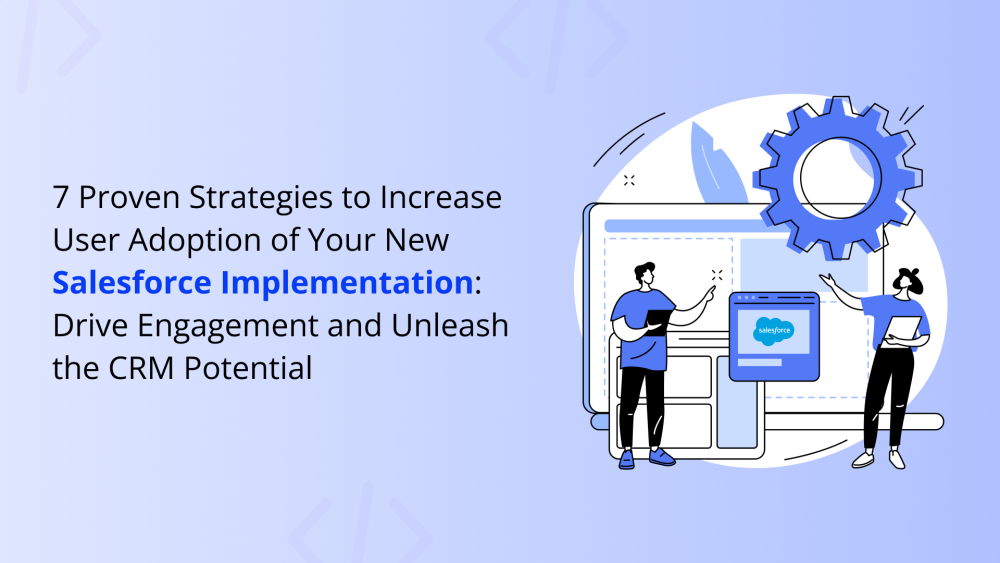 7 Proven Strategies to Increase
User Adoption of Your New
Salesforce Implementation:
Drive Engagement and Unleash
the CRM Potential
salesforce